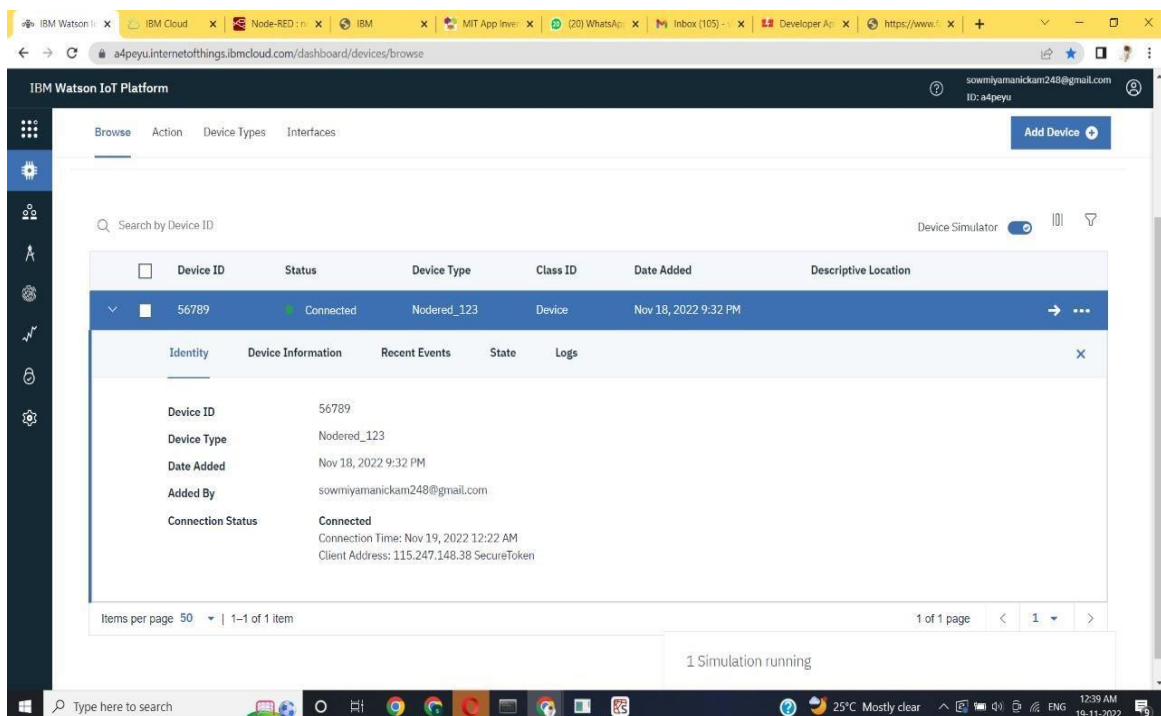 IBM Watson I
IBM Cloud
Node-RED : n
IBM
MIT App Inver
(20) WhatsAp
Inbox (105) -
Developer Ap
https://www.f
a4peyu.internetofthings.ibmcloud.com/dashboard/devices/browse
IBM Watson IoT Platform
sowmiyamanickam248@gmail.com
ID: a4peyu
Browse Action Device Types Interfaces
Add Device
Search by Device ID
Device Simulator
Device ID Status Device Type Class ID Date Added Descriptive Location
56789 Connected Nodered_123 Device Nov 18, 2022 9:32 PM
Identity Device Information Recent Events State Logs
Device ID 56789
Device Type Nodered_123
Date Added Nov 18, 2022 9:32 PM
Added By sowmiyamanickam248@gmail.com
Connection Status Connected
Connection Time: Nov 19, 2022 12:22 AM
Client Address: 115.247.148.38 SecureToken
Items per page 50 | 1–1 of 1 item
1 of 1 page 1
1 Simulation running
Type here to search
25°C Mostly clear
ENG
12:39 AM
19-11-2022